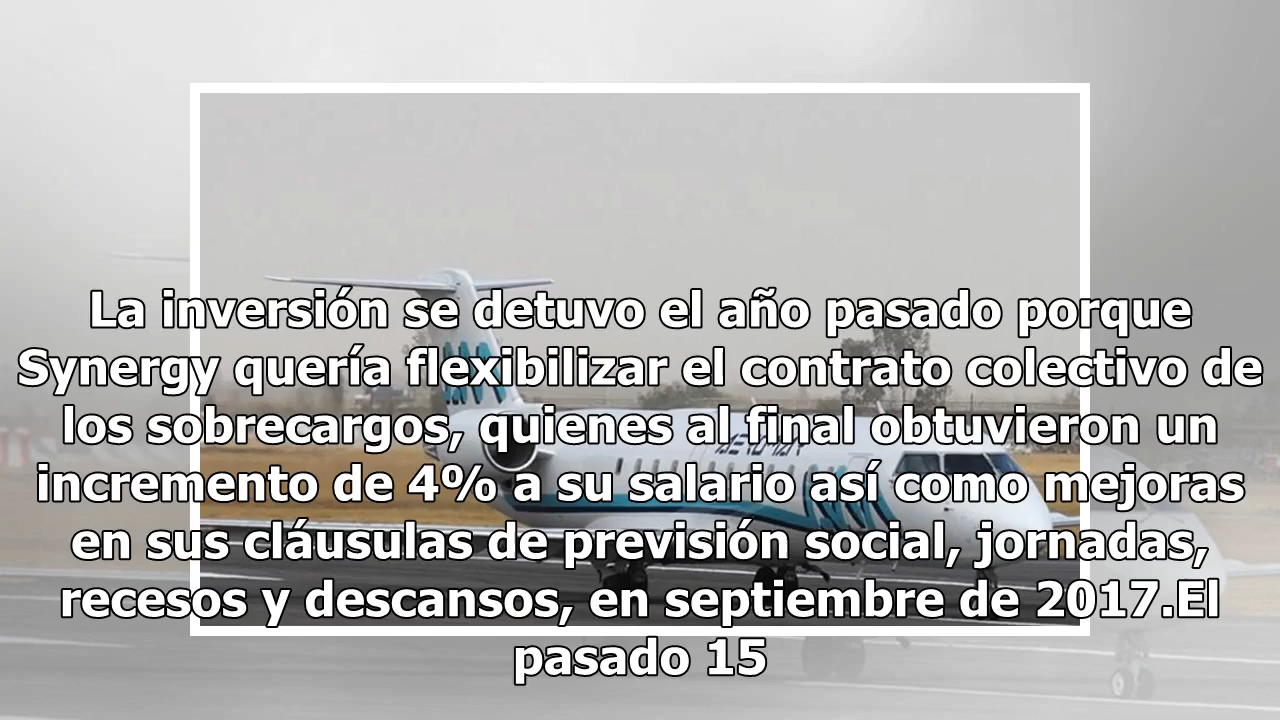 La inversión se detuvo el año pasado porque
Synergy quería flexibilizar el contrato colectivo de
los sobrecargos, quienes al final obtuvieron un
incremento de 4% a su salario así como mejoras
en sus cláusulas de previsión social, jornadas,
recesos y descansos, en septiembre de 2017.El
pasado 15